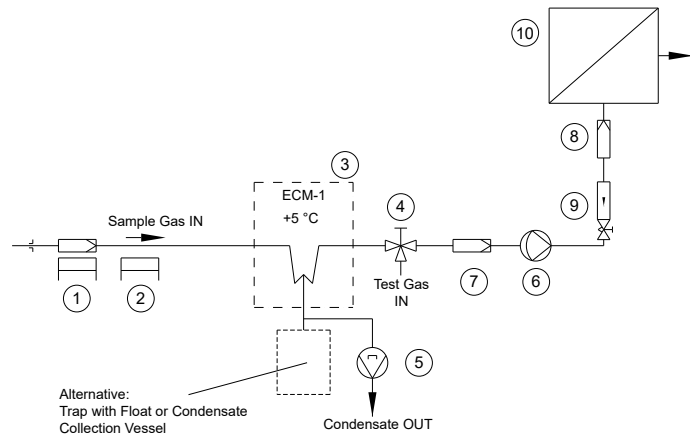 10
8
3
ECM-1
+5 °C
4
9
Sample Gas IN
1
2
Test Gas
IN
7
6
5
Alternative:
Trap with Float or Condensate
Collection Vessel
Condensate OUT